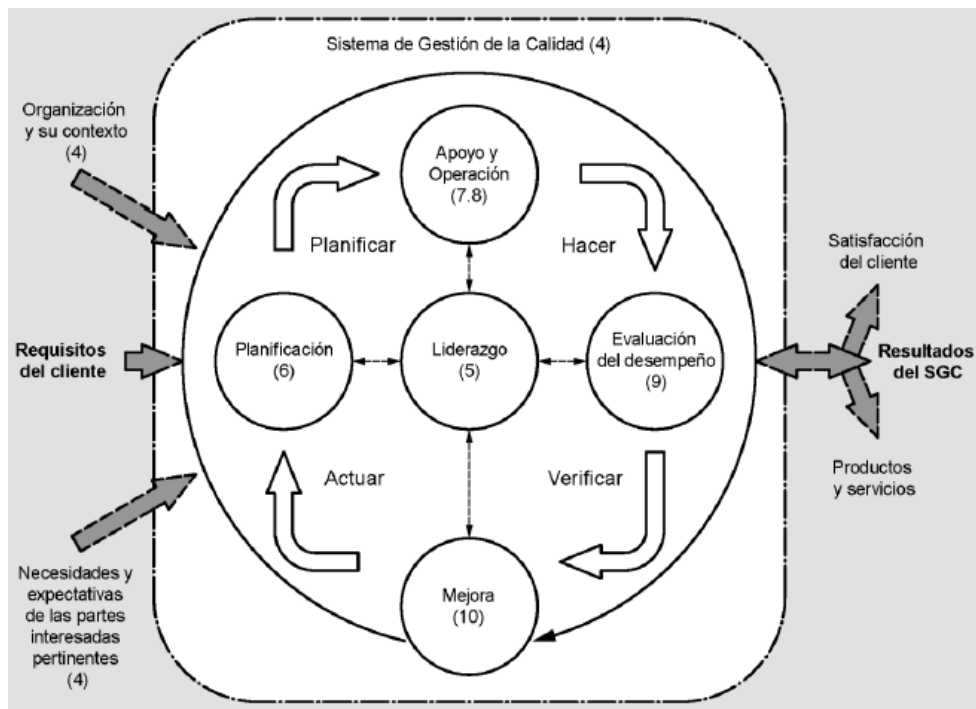 Sistema de Gestión de la Calidad (4)
Organización
y su contexto
(4)
Apoyo y
Operación
(7.8)
Planificar
Hacer
Satisfacción
del cliente
Requisitos
del cliente
Planificación
(6)
Liderazgo
(5)
Evaluación
del desempeño
(9)
Resultados
del SGC
Actuar
Verificar
Productos
y servicios
Necesidades y
expectativas
de las partes
interesadas
pertinentes
(4)
Mejora
(10)